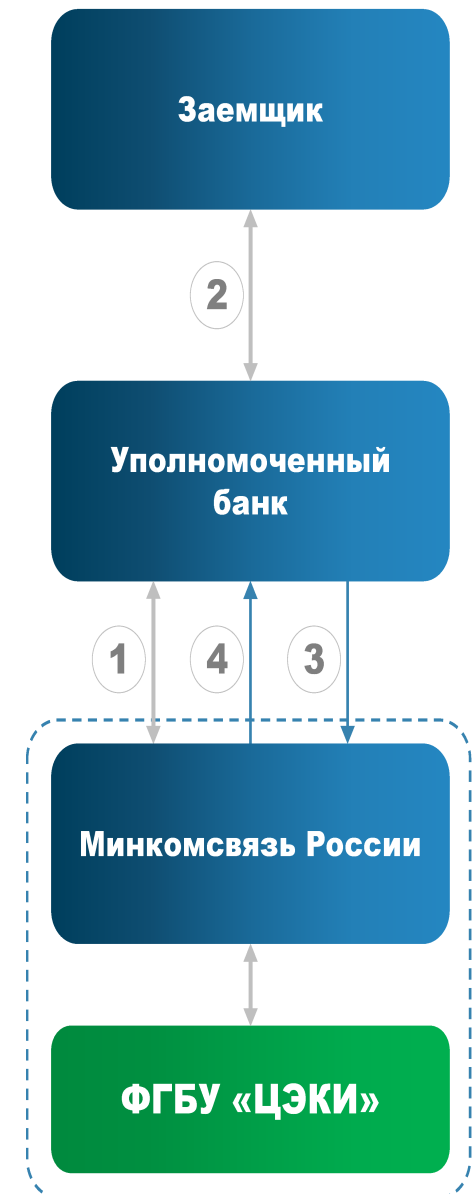 Заемщик
2
Уполномоченный
банк
1 4 3
Минкомсвязь России
ФГБУ «ЦЭКИ»